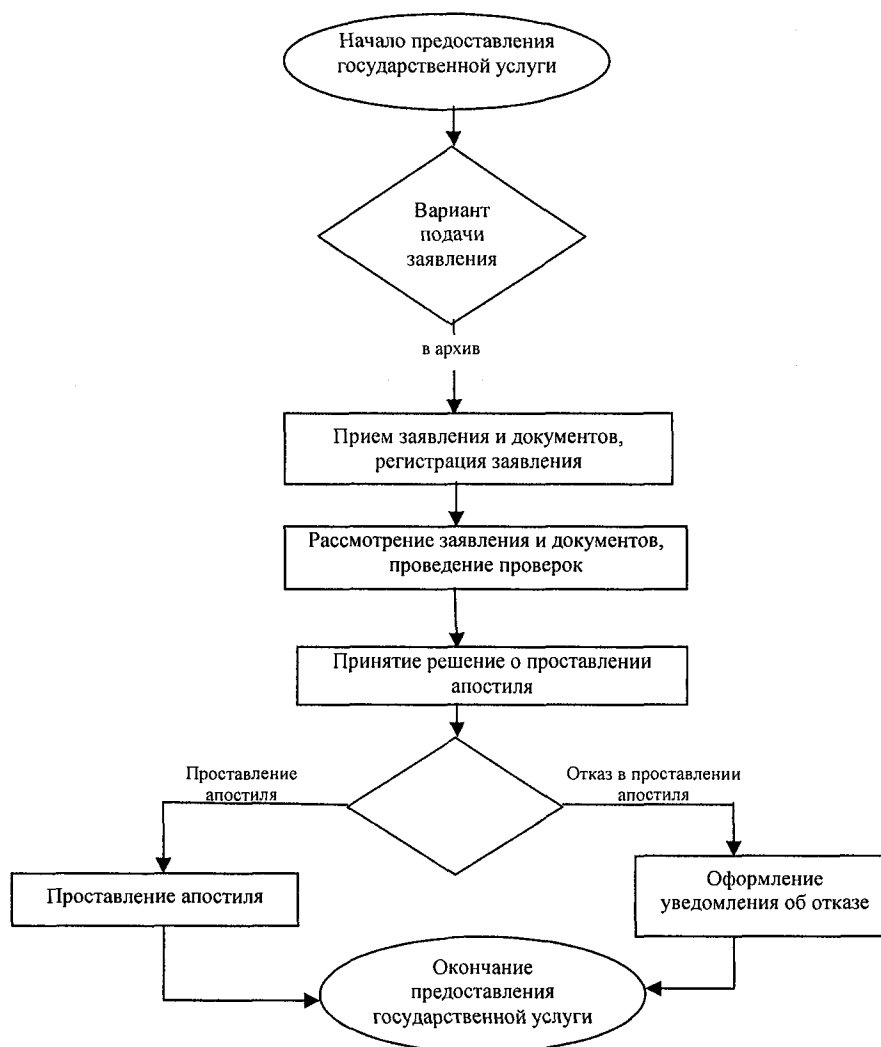 Начало предоставления
государственной услуги
Вариант
подачи
заявления
в архив
Прием заявления и документов,
регистрация заявления
Рассмотрение заявления и документов,
проведение проверок
Принятие решение о проставлении
апостиля
Проставление
апостиля
Отказ в проставлении
апостиля
Проставление апостиля
Оформление
уведомления об отказе
Окончание
предоставления
государственной услуги